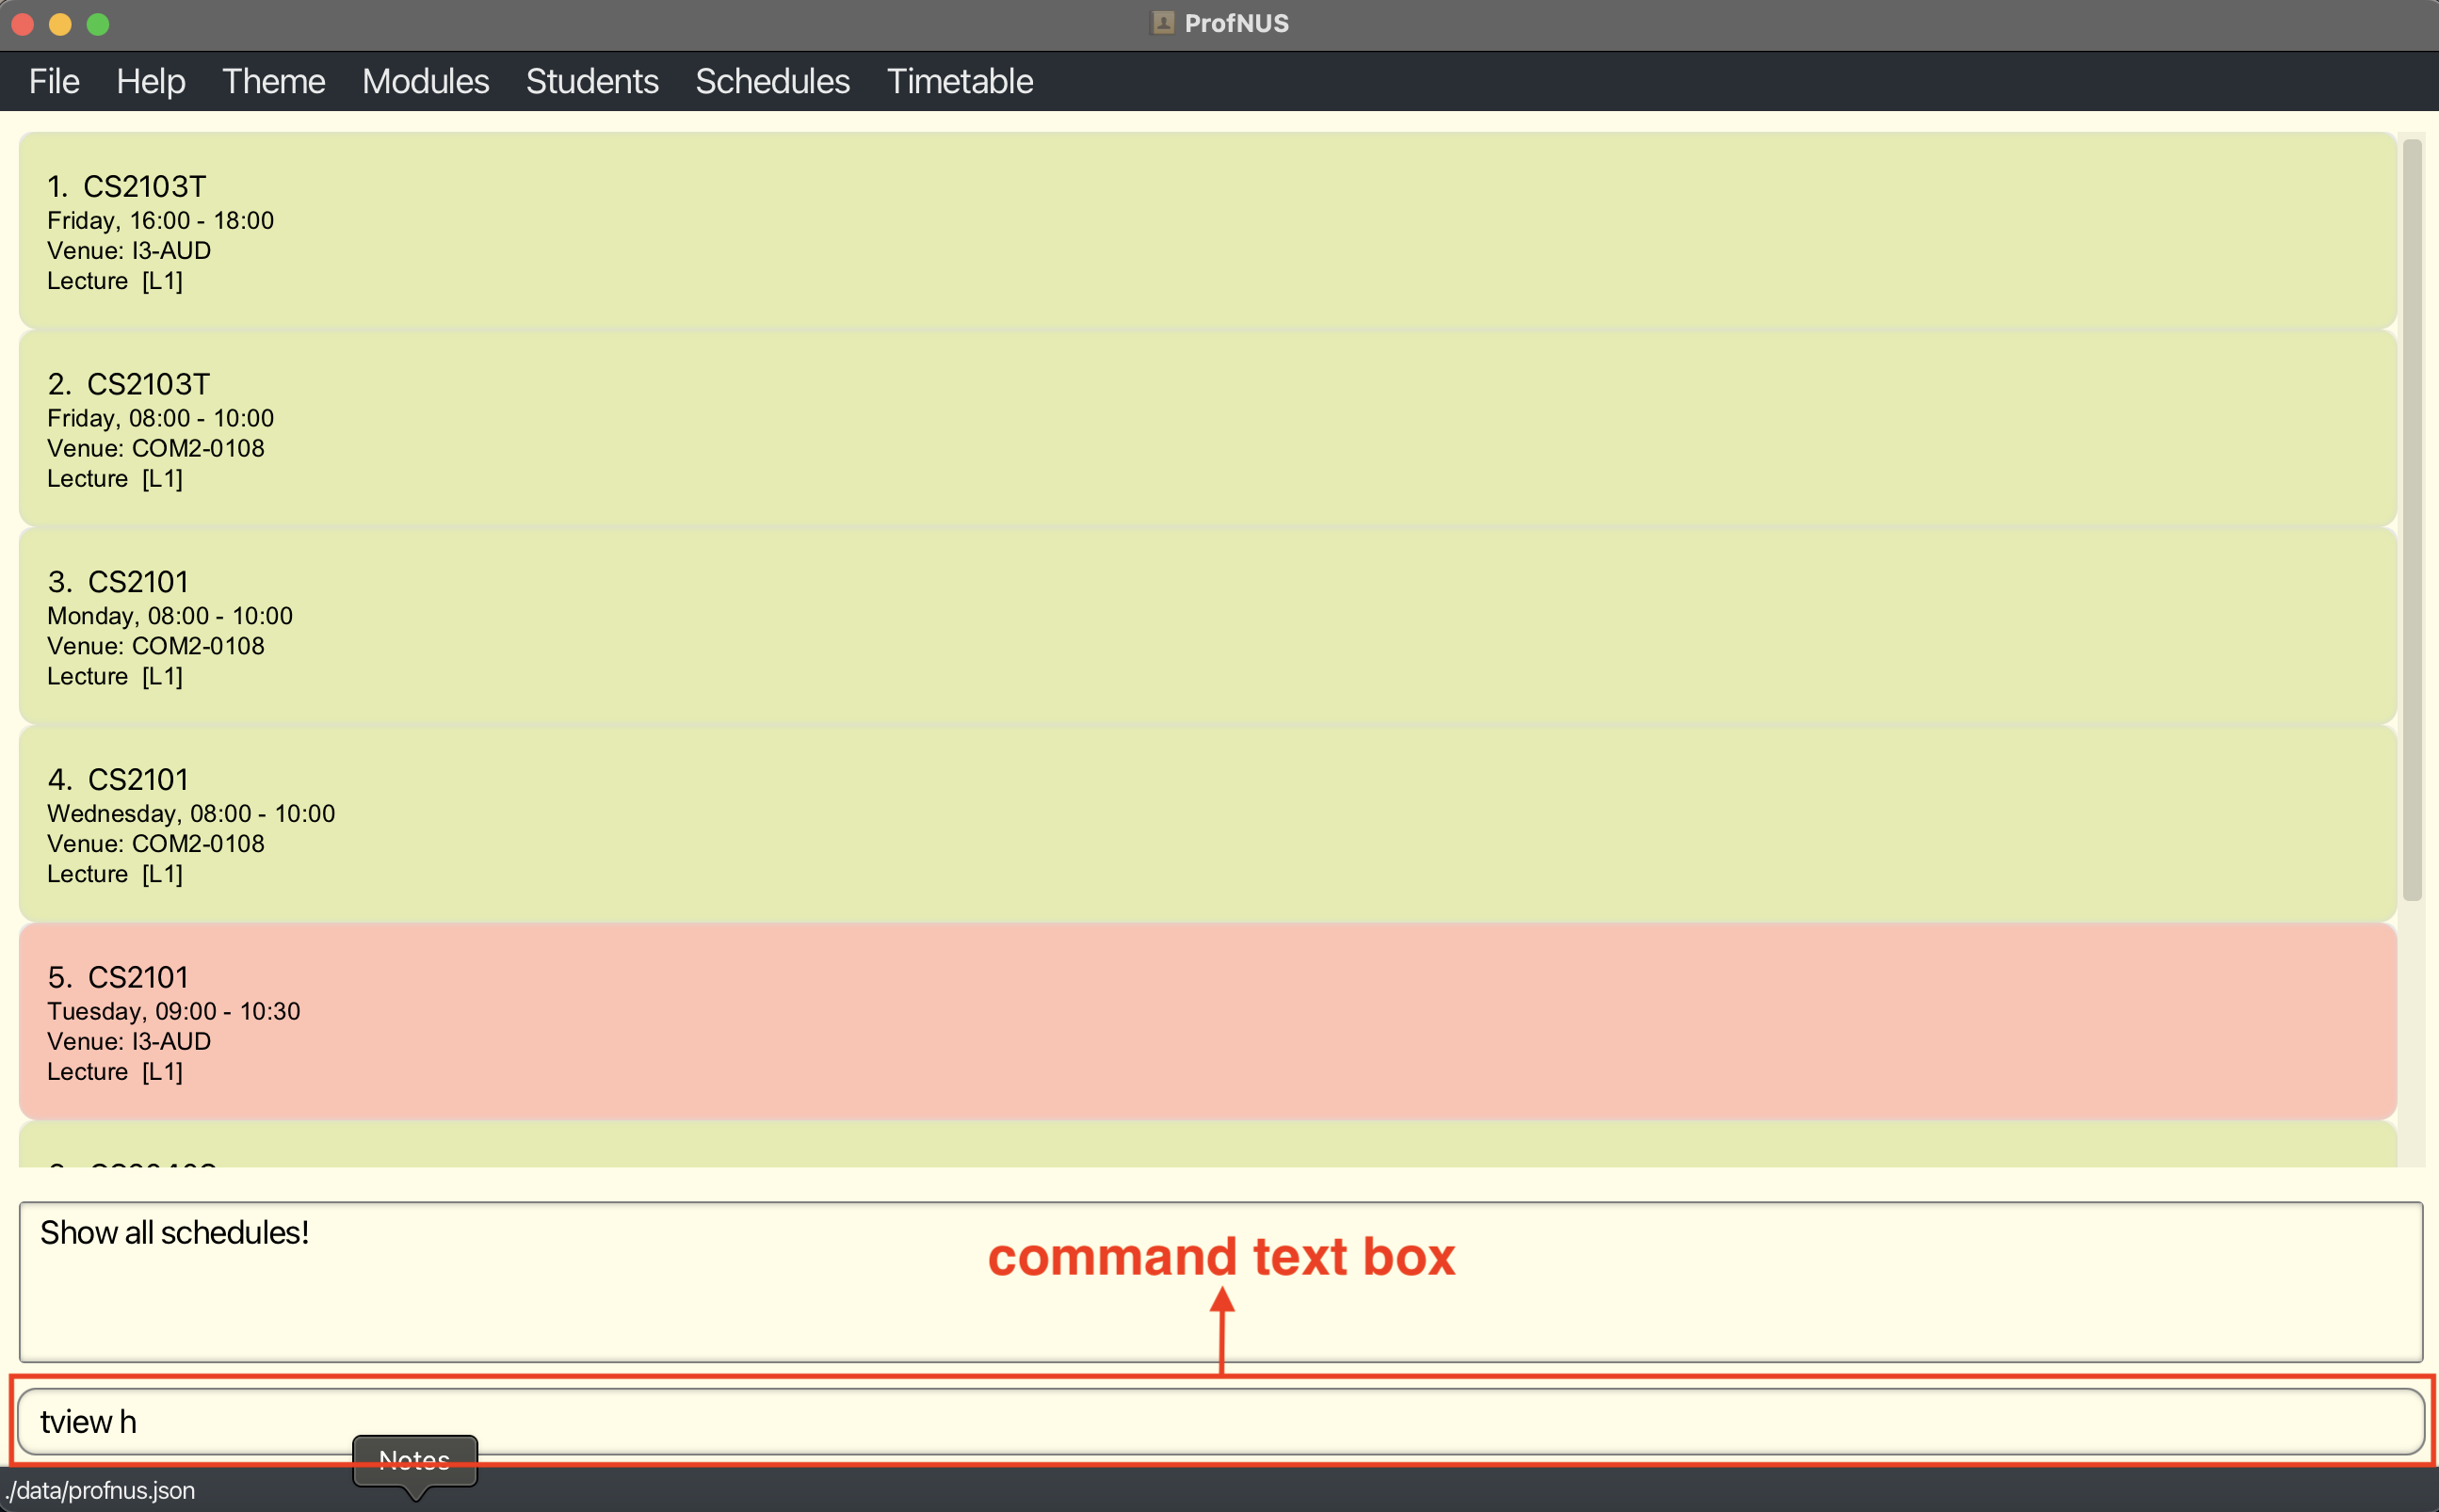 ProfNUS
File Help Theme Modules Students Schedules Timetable
1. CS2103T
Friday, 16:00 - 18:00
Venue: I3-AUD
Lecture [L1]
2. CS2103T
Friday, 08:00 - 10:00
Venue: COM2-0108
Lecture [L1]
3. CS2101
Monday, 08:00 - 10:00
Venue: COM2-0108
Lecture [L1]
4. CS2101
Wednesday, 08:00 - 10:00
Venue: COM2-0108
Lecture [L1]
5. CS2101
Tuesday, 09:00 - 10:30
Venue: I3-AUD
Lecture [L1]
Show all schedules!
command text box
tview h
Notes
./data/profnus.json